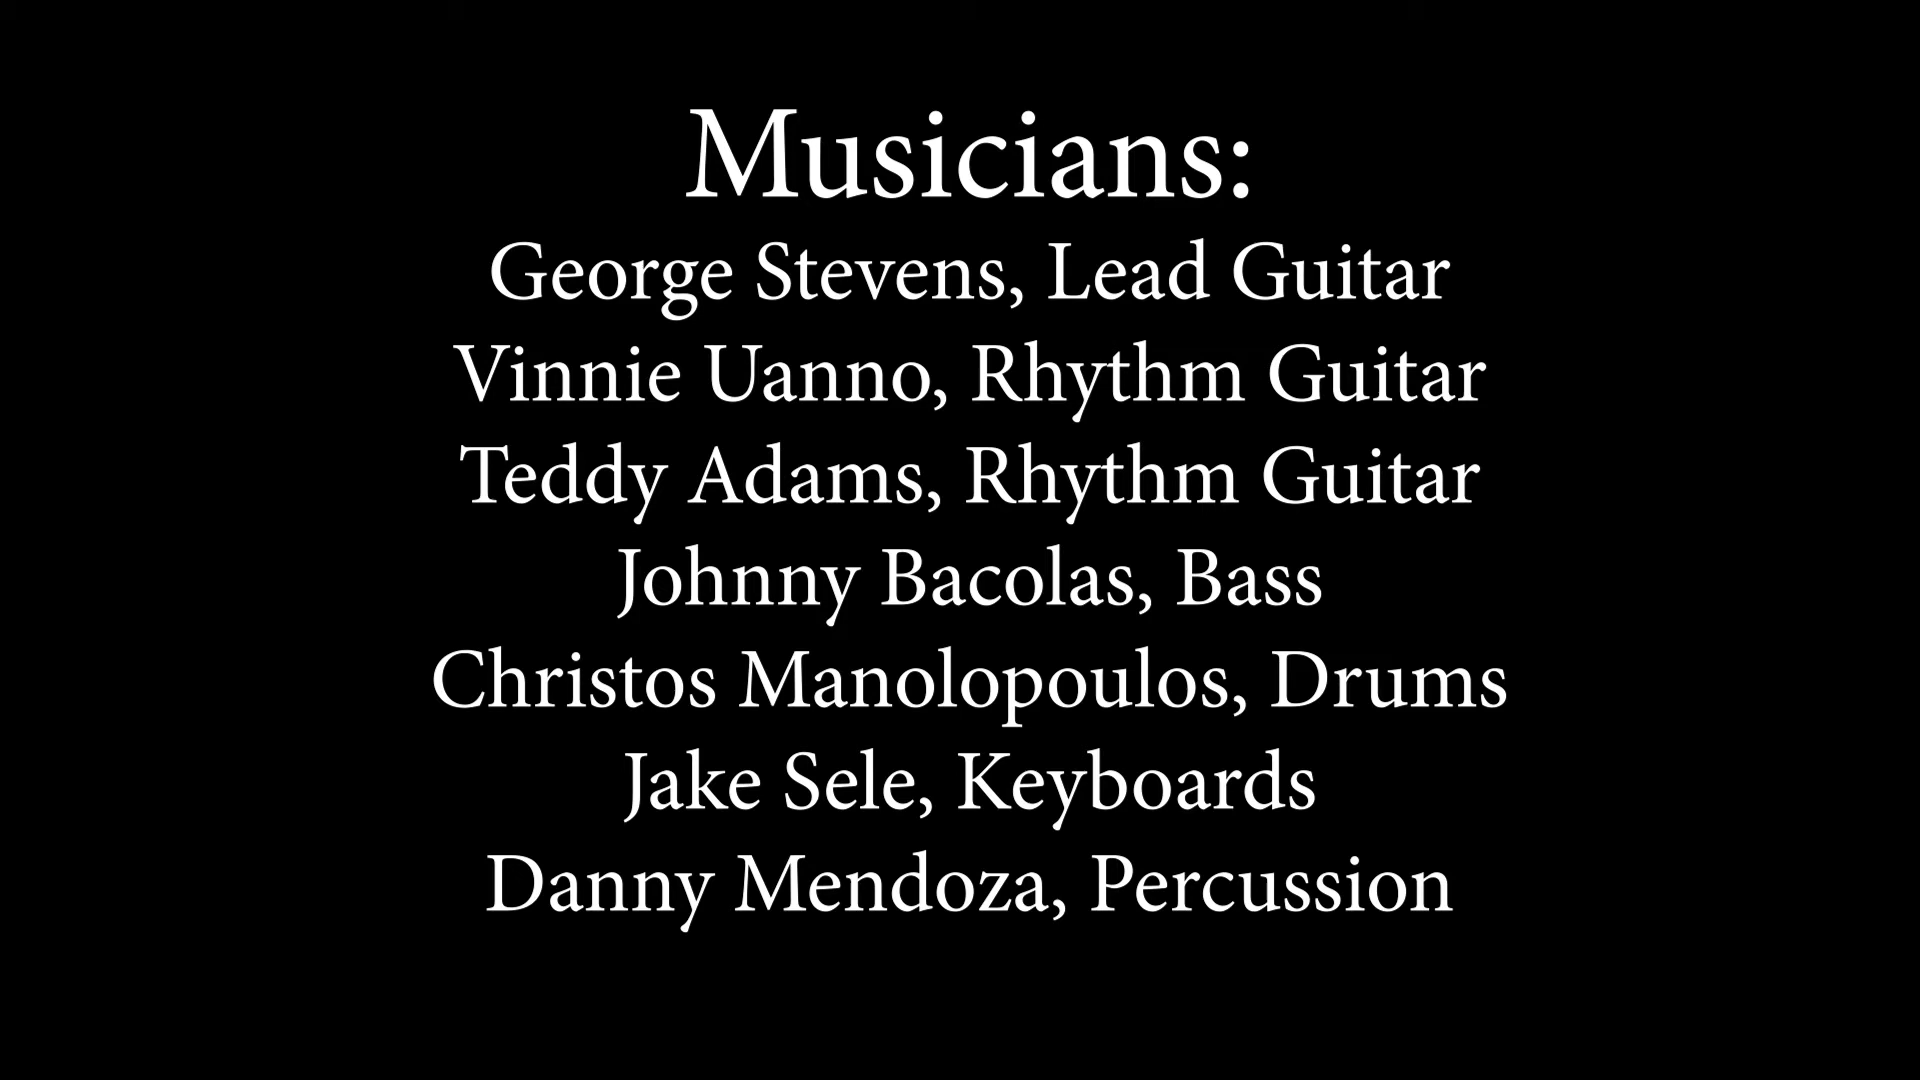 Musicians:
George Stevens, Lead Guitar
Vinnie Uanno, Rhythm Guitar
Teddy Adams, Rhythm Guitar
Johnny Bacolas, Bass
Christos Manolopoulos, Drums
Jake Sele, Keyboards
Danny Mendoza, Percussion